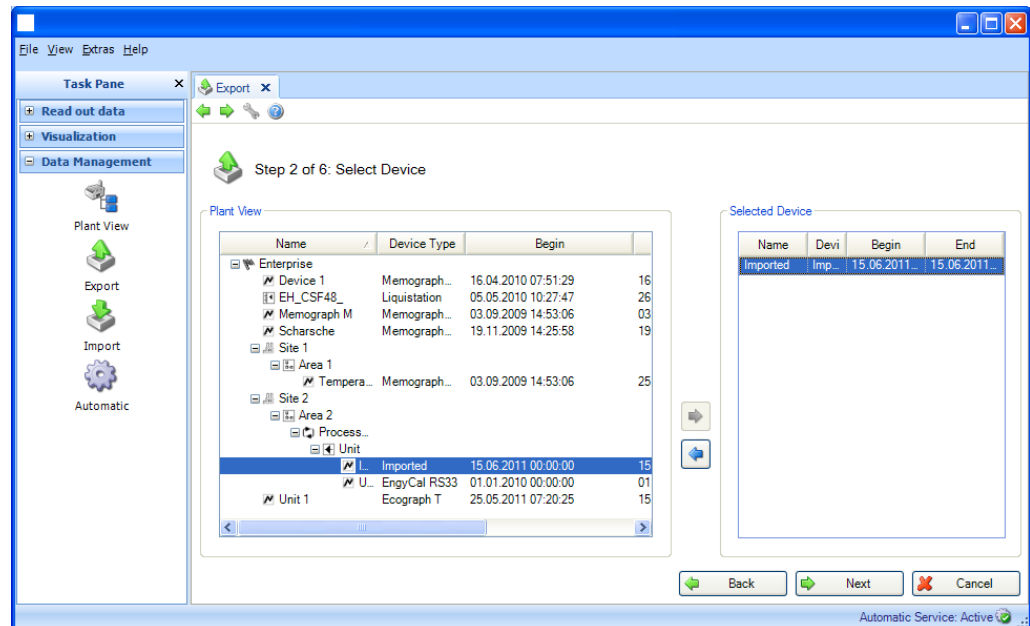 File View Extras Help
Task Pane
Export
Read out data
Visualization
Data Management
Step 2 of 6: Select Device
Plant View
Export
Import
Automatic
Plant View
Name Device Type Begin
Enterprise
Device 1 Memograph... 16.04.2010 07:51:29 16
EH_CSF48_ Liquistation 05.05.2010 10:27:47 26
Memograph M Memograph... 03.09.2009 14:53:06 03
Scharsche Memograph... 19.11.2009 14:25:58 19
Site 1
Area 1
Tempera... Memograph... 03.09.2009 14:53:06 25
Site 2
Area 2
Process...
Unit
I... Imported 15.06.2011 00:00:00 15
U... EngyCal RS33 01.01.2010 00:00:00 01
Unit 1 Ecograph T 25.05.2011 07:20:25 15
Selected Device
Name Devi Begin End
Imported Imp... 15.06.2011... 15.06.2011...
Back Next Cancel
Automatic Service: Active